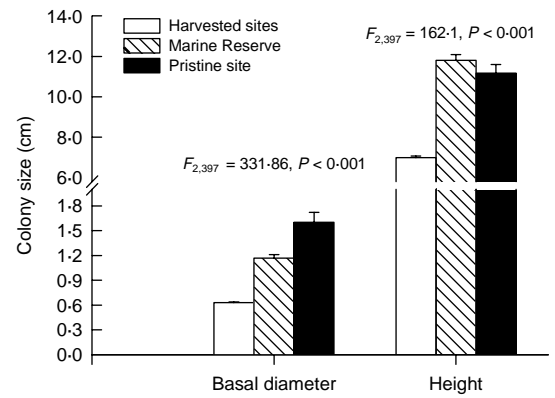 Harvested sites
Marine Reserve
Pristine site
F2,397 = 162·1, P < 0·001
F2,397 = 331·86, P < 0·001
Colony size (cm)
14·0
12·0
10·0
8·0
6·0
1·8
1·5
1·2
0·9
0·6
0·3
0·0
Basal diameter
Height